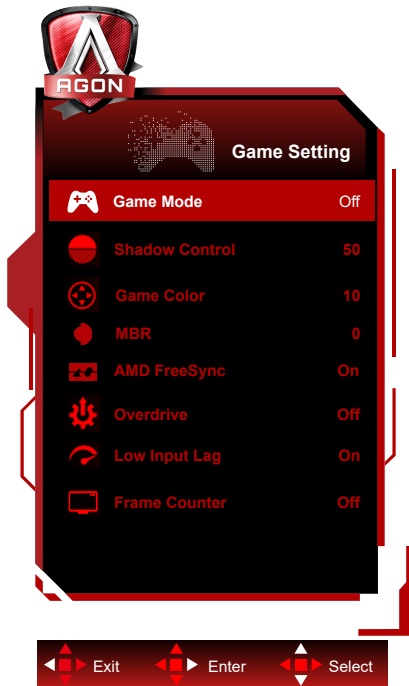 AGON
Game Setting
Game Mode Off
Shadow Control 50
Game Color 10
MBR 0
AMD FreeSync On
Overdrive Off
Low Input Lag On
Frame Counter Off
Exit Enter Select